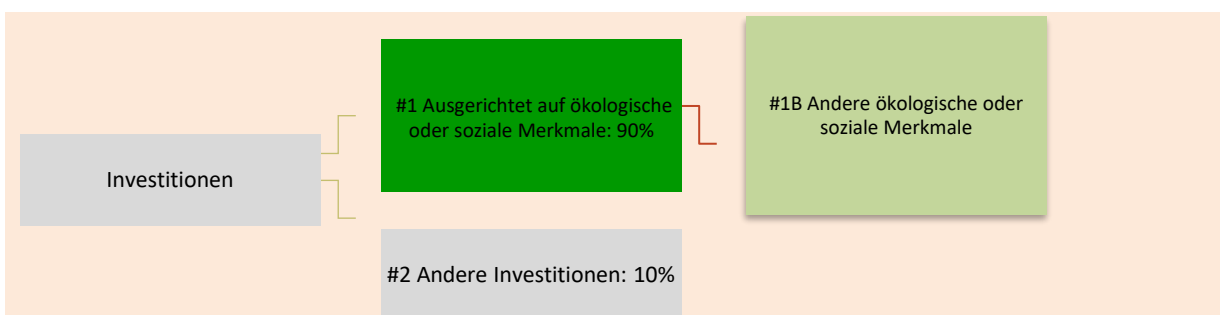 Investitionen
#1 Ausgerichtet auf ökologische
oder soziale Merkmale: 90%
#1B Andere ökologische oder
soziale Merkmale
#2 Andere Investitionen: 10%